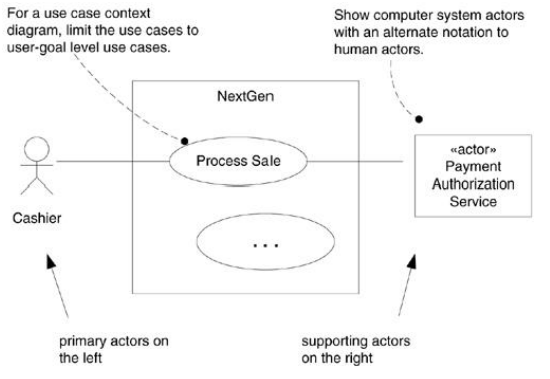 For a use case context
diagram, limit the use cases to
user-goal level use cases.
Show computer system actors
with an alternate notation to
human actors.
NextGen
Process Sale
«actor»
Payment
Authorization
Service
Cashier
. . .
primary actors on
the left
supporting actors
on the right